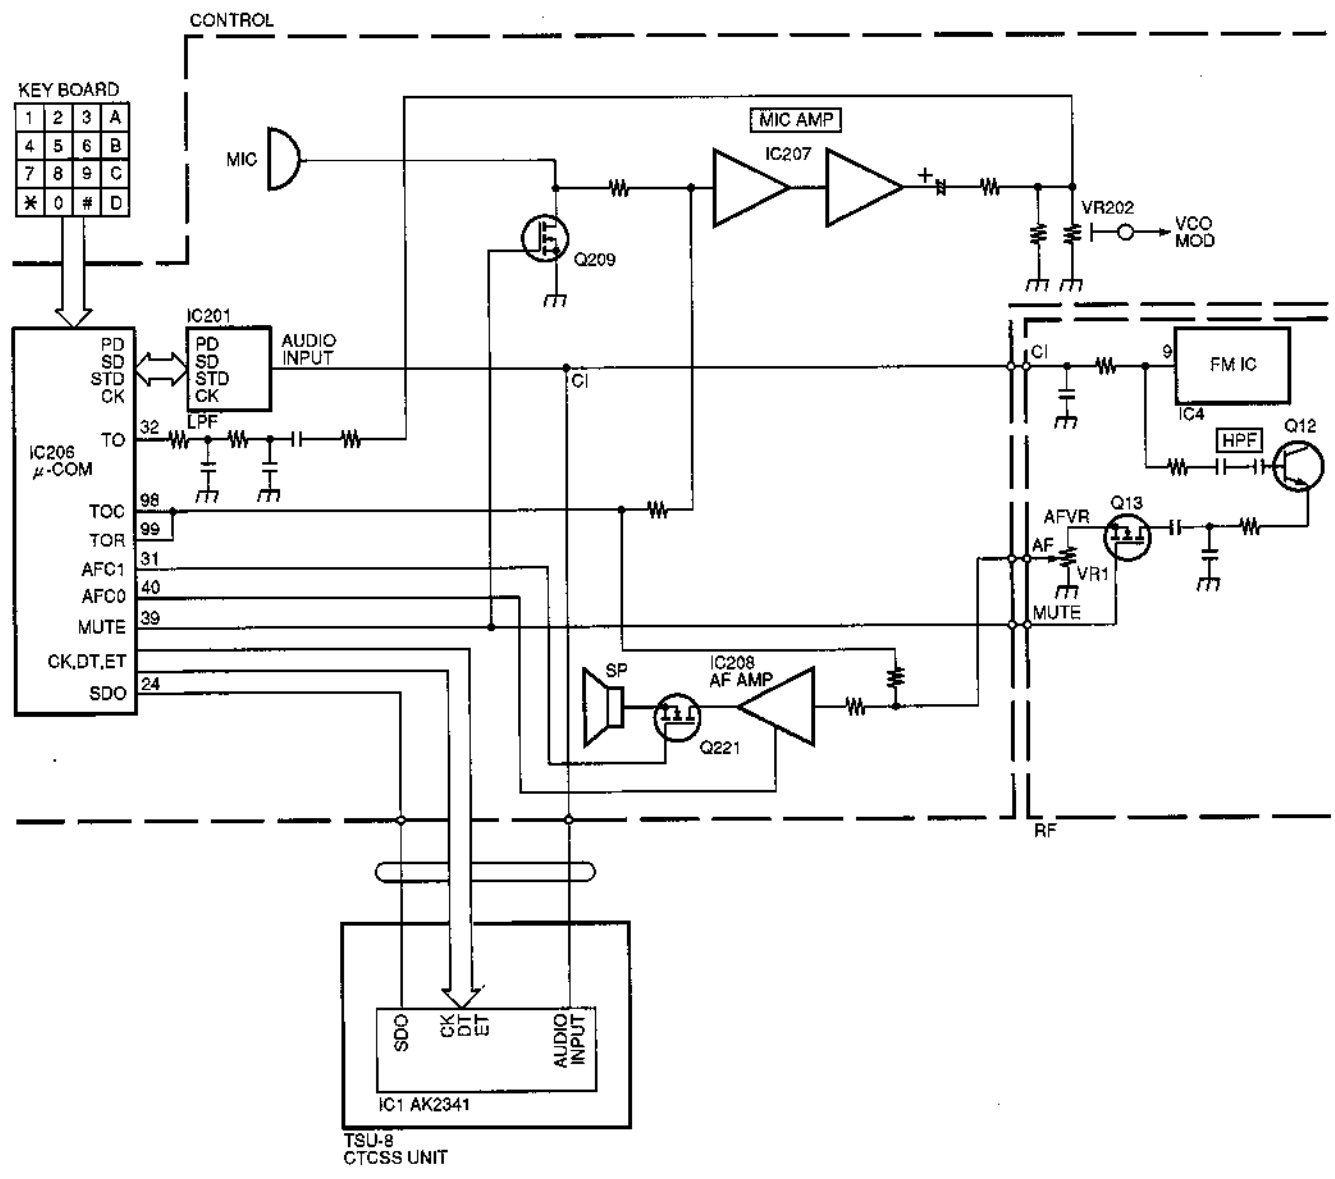 CONTROL
KEY BOARD
1 2 3 A
4 5 6 B
7 8 9 C
* 0 # D
MIC
MIC AMP
IC207
+
Q209
VR202
VCO
MOD
IC201
PD
SD
STD
CK
PD
SD
STD
CK
AUDIO
INPUT
CI
CI
9
FM IC
IC4
LPF
TO
32
IC206
μ-COM
HPF
Q12
TOC
98
TOR
99
AFC1
31
AFC0
40
MUTE
39
CK,DT,ET
SDO
24
AFVR
Q13
AF
VR1
MUTE
SP
IC208
AF AMP
Q221
RF
SDO
CK
DT
ET
AUDIO
INPUT
IC1 AK2341
TSU-8
CTCSS UNIT